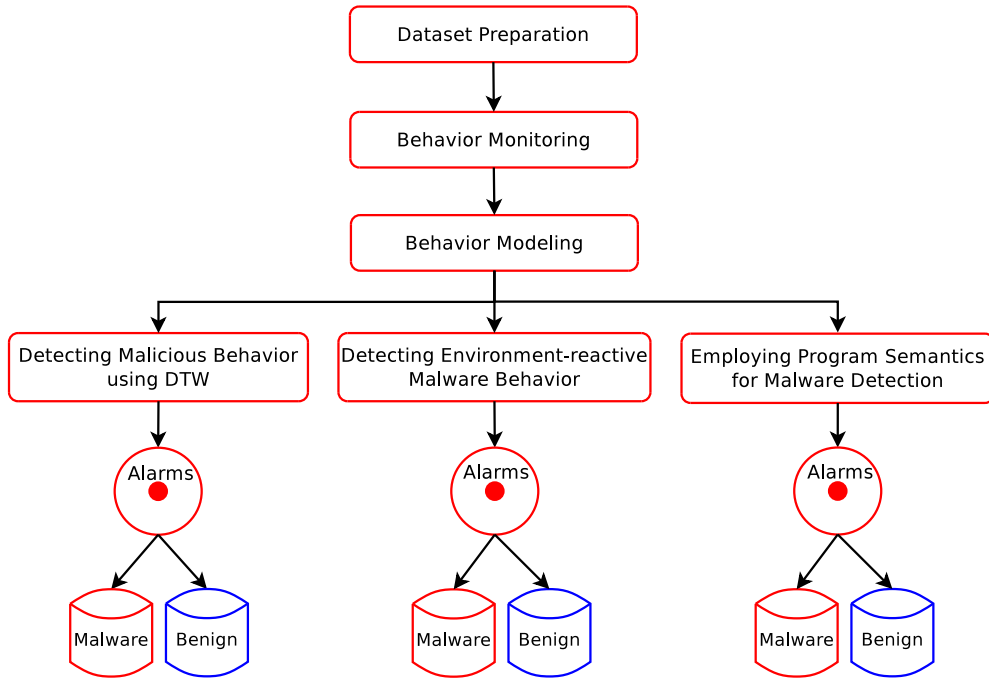 Dataset Preparation
Behavior Monitoring
Behavior Modeling
Detecting Malicious Behavior
using DTW
Detecting Environment-reactive
Malware Behavior
Employing Program Semantics
for Malware Detection
Alarms
Alarms
Alarms
Malware
Benign
Malware
Benign
Malware
Benign